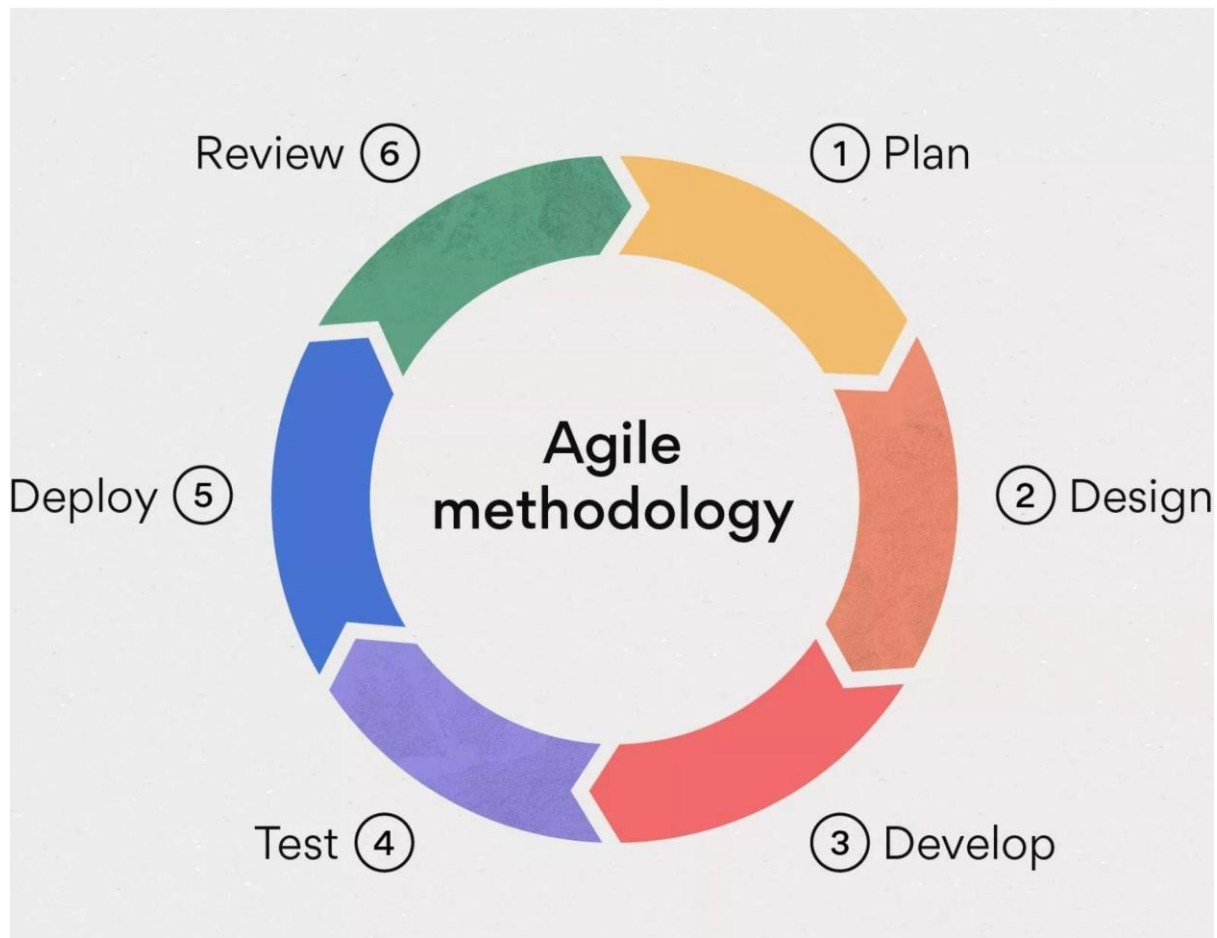 Review 6
1 Plan
Deploy 5
Agile
methodology
2 Design
Test 4
3 Develop